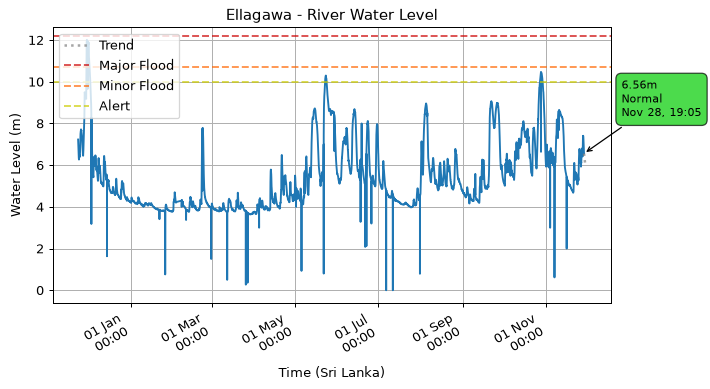 Ellagawa - River Water Level
Water Level (m)
12
10
8
6
4
2
0
Trend
Major Flood
Minor Flood
Alert
6.56m
Normal
Nov 28, 19:05
01 Jan
00:00
01 Mar
00:00
01 May
00:00
01 Jul
00:00
01 Sep
00:00
01 Nov
00:00
Time (Sri Lanka)